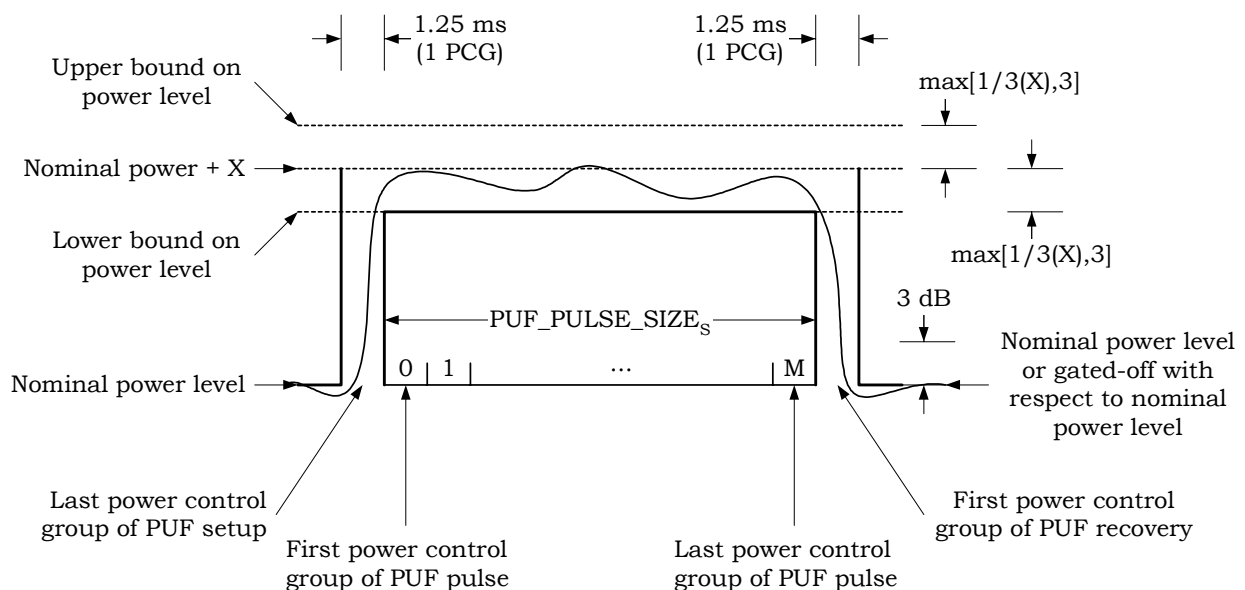 1.25 ms
(1 PCG)
1.25 ms
(1 PCG)
Upper bound on
power level
max[1/3(X),3]
Nominal power + X
Lower bound on
power level
max[1/3(X),3]
3 dB
PUF_PULSE_SIZES
Nominal power level
0
1
...
M
Nominal power level
or gated-off with
respect to nominal
power level
Last power control
group of PUF setup
First power control
group of PUF pulse
Last power control
group of PUF pulse
First power control
group of PUF recovery